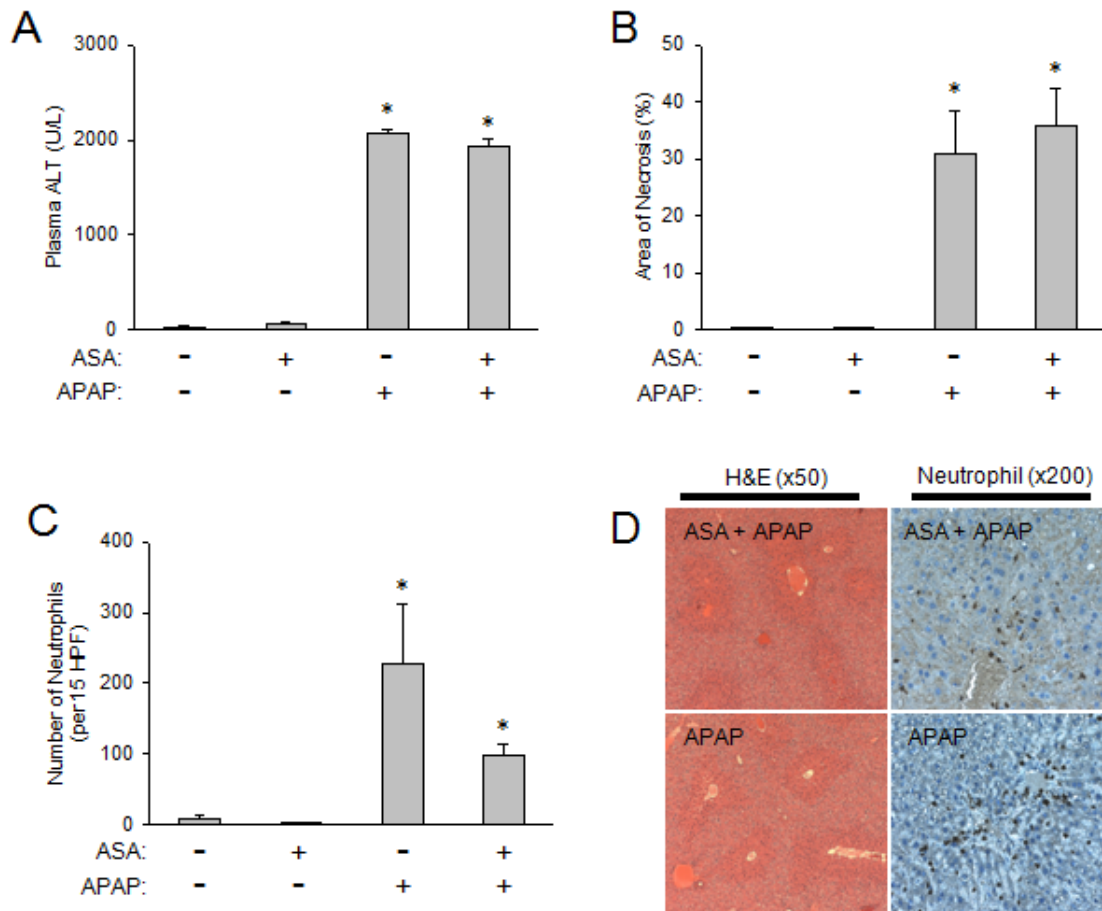 A
Plasma ALT (U/L)
3000
2000
1000
0
* *
ASA: - + - +
APAP: - - + +
B
Area of Necrosis (%)
50
40
30
20
10
0
* *
ASA: - + - +
APAP: - - + +
C
Number of Neutrophils
(per 15 HPF)
400
300
200
100
0
* *
ASA: - + - +
APAP: - - + +
D
H&E (x50) Neutrophil (x200)
ASA + APAP ASA + APAP
APAP APAP